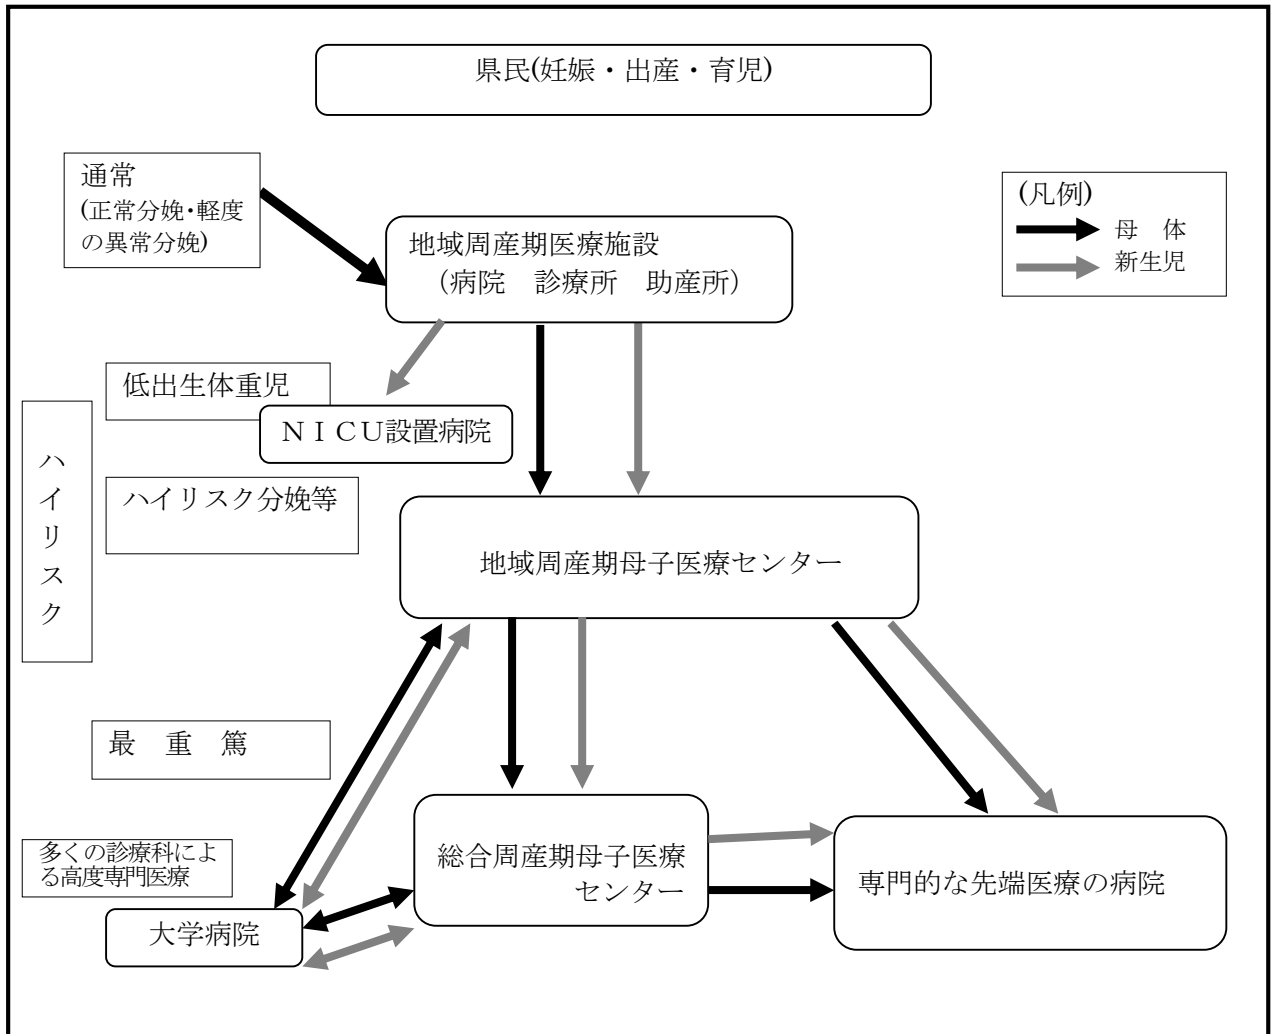 県民(妊娠・出産・育児)
通常
(正常分娩・軽度
の異常分娩)
(凡例)
母　体
新生児
地域周産期医療施設
（病院　診療所　助産所）
低出生体重児
ＮＩＣＵ設置病院
ハイリスク
ハイリスク分娩等
地域周産期母子医療センター
最　重　篤
多くの診療科によ
る高度専門医療
大学病院
総合周産期母子医療
センター
専門的な先端医療の病院